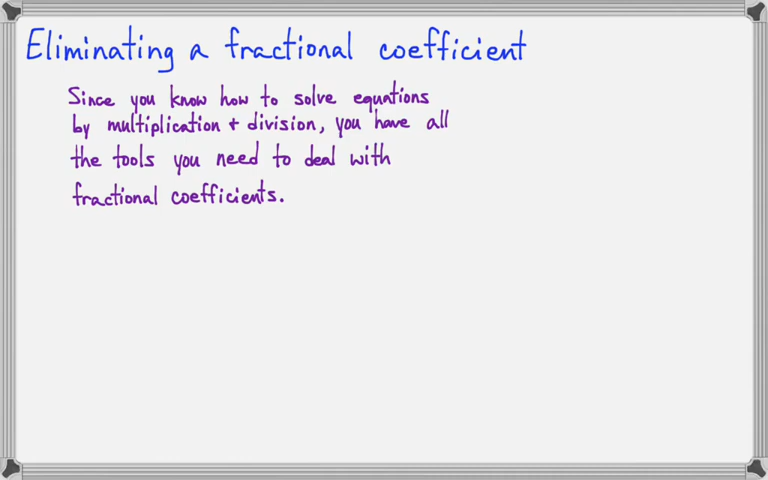 Eliminating a fractional coefficient
Since you know how to solve equations
by multiplication + division, you have all
the tools you need to deal with
fractional coefficients.